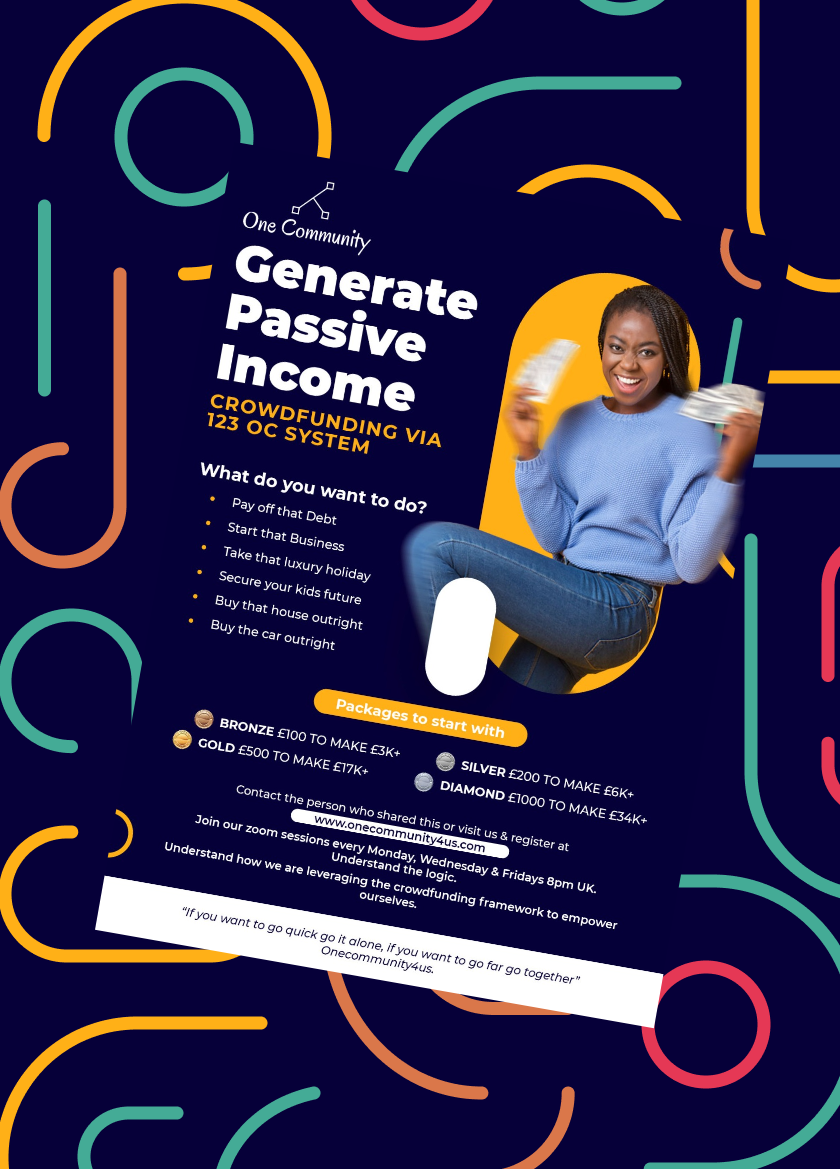 One Community
Generate
Passive
Income
CROWDFUNDING VIA
123 OC SYSTEM
What do you want to do?
• Pay off that Debt
• Start that Business
• Take that luxury holiday
• Secure your kids future
• Buy that house outright
• Buy the car outright
Packages to start with
BRONZE £100 TO MAKE £3K+
GOLD £500 TO MAKE £17K+
SILVER £200 TO MAKE £6K+
DIAMOND £1000 TO MAKE £34K+
Contact the person who shared this or visit us & register at
www.onecommunity4us.com
Join our zoom sessions every Monday, Wednesday & Fridays 8pm UK.
Understand the logic.
Understand how we are leveraging the crowdfunding framework to empower
ourselves.
“If you want to go quick go it alone, if you want to go far go together”
Onecommunity4us.